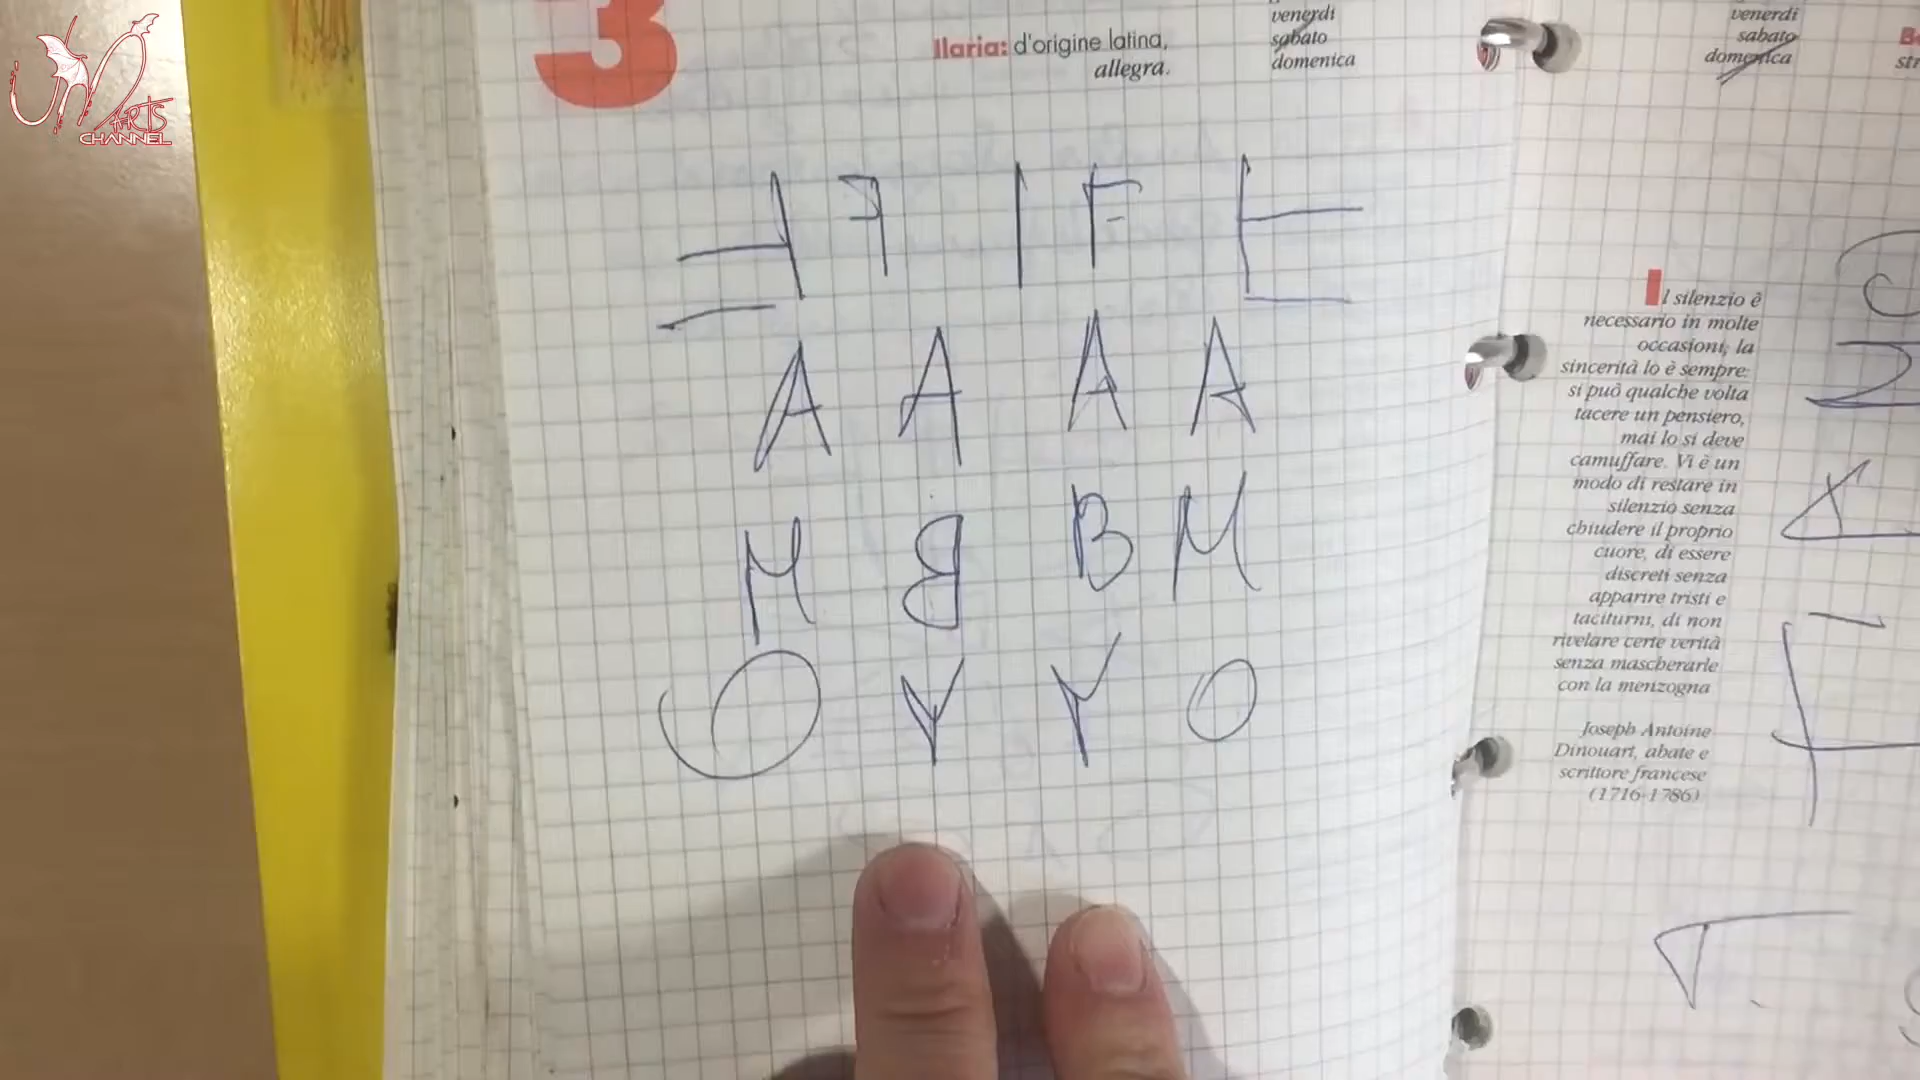 UNDARTS
CHANNEL
3
Ilaria: d'origine latina,
allegra.
venerdì
sabato
domenica
venerdì
sabato
domenica
F I F E
A A A A
M B B M
O Y Y O
Il silenzio è
necessario in molte
occasioni; la
sincerità lo è sempre:
si può qualche volta
tacere un pensiero,
mai lo si deve
camuffare. Vi è un
modo di restare in
silenzio senza
chiudere il proprio
cuore, di essere
discreti senza
apparire tristi e
taciturni, di non
rivelare certe verità
senza mascherarle
con la menzogna
Joseph Antoine
Dinouart, abate e
scrittore francese
(1716-1786)